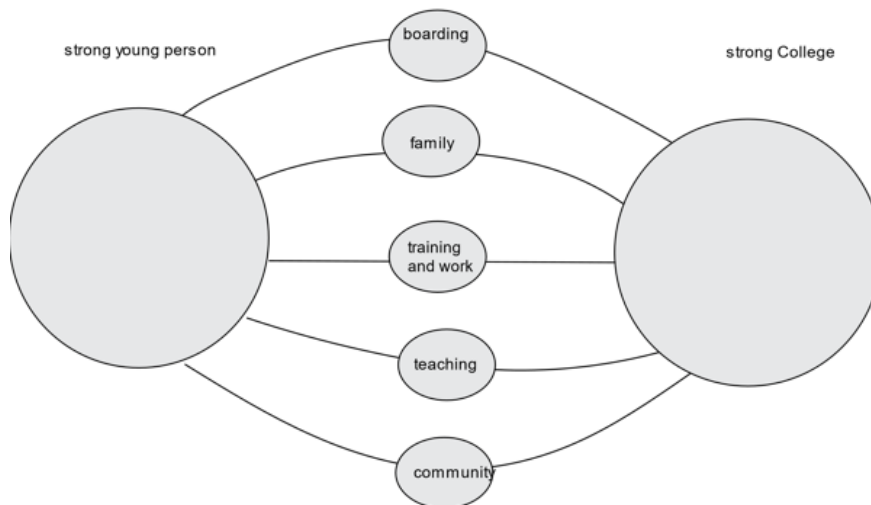 boarding
strong young person
strong College
family
training
and work
teaching
community